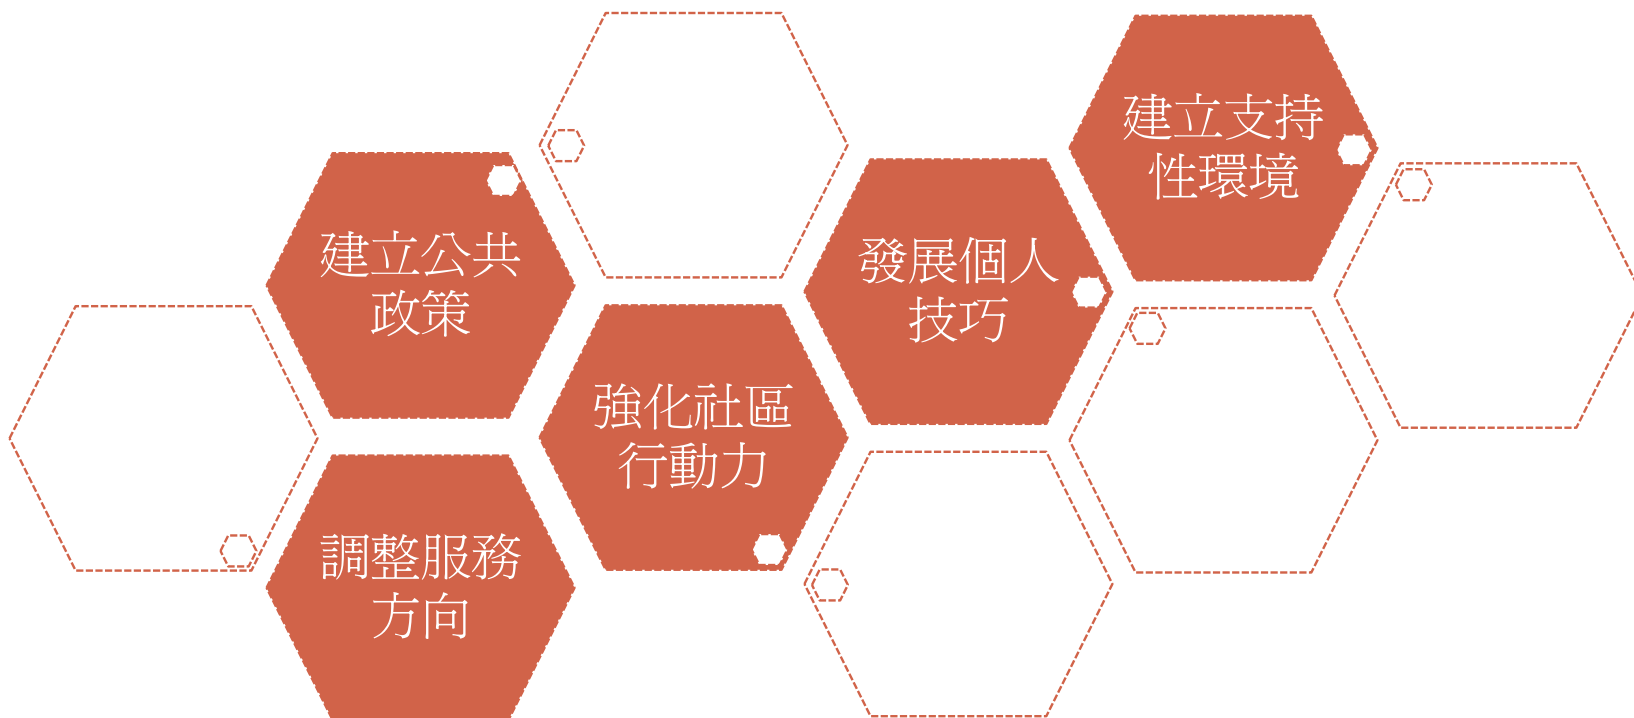 建立公共
政策
調整服務
方向
強化社區
行動力
發展個人
技巧
建立支持
性環境